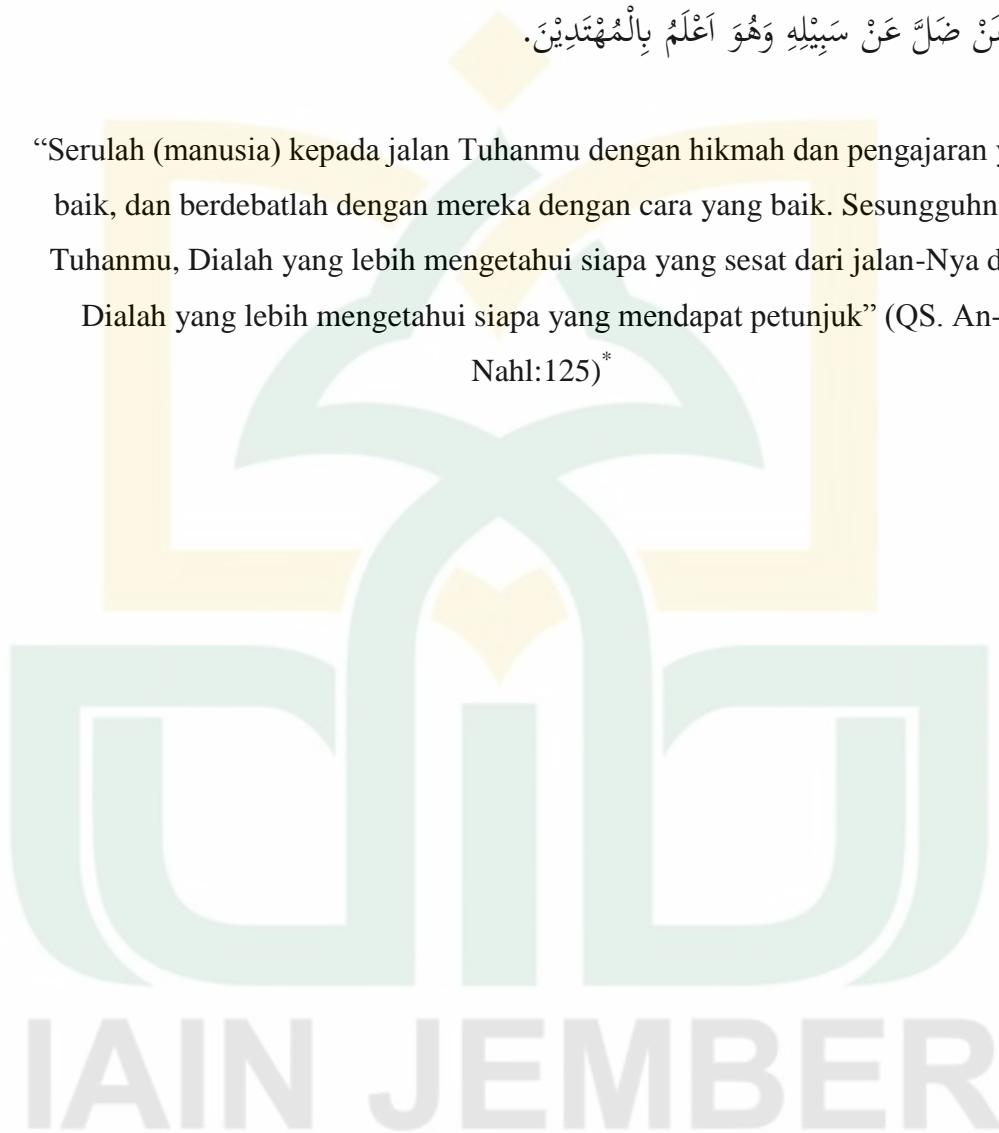 ضَلَّ عَنْ سَبِيْلِهِ وَهُوَ اَعْلَمُ بِالْمُهْتَدِيْنَ.
“Serulah (manusia) kepada jalan Tuhanmu dengan hikmah dan pengajaran
baik, dan berdebatlah dengan mereka dengan cara yang baik.
Tuhanmu, Dialah yang lebih mengetahui siapa yang sesat dari jalan-Nya
Dialah yang lebih mengetahui siapa yang mendapat petunjuk” (QS. An-
Nahl:125)*
IAIN JEMBER